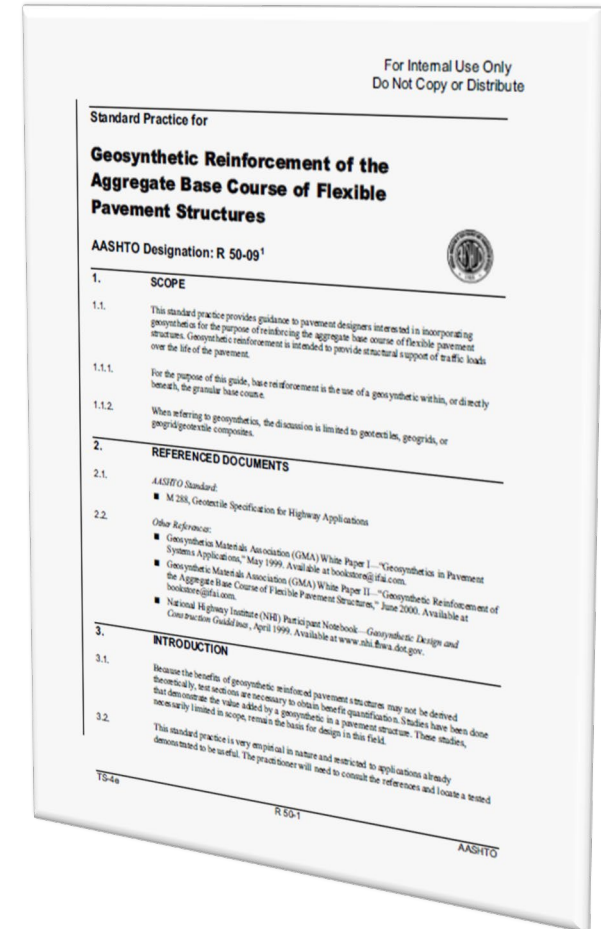 For Internal Use Only
Do Not Copy or Distribute
Standard Practice for
Geosynthetic Reinforcement of the
Aggregate Base Course of Flexible
Pavement Structures
AASHTO Designation: R 50-09¹
1. SCOPE
1.1. This standard practice provides guidance to pavement designers interested in incorporating
geosynthetics for the purpose of reinforcing the aggregate base course of flexible pavement
structures. Geosynthetic reinforcement is intended to provide structural support of traffic loads
over the life of the pavement.
1.1.1. For the purpose of this guide, base reinforcement is the use of a geosynthetic within, or directly
beneath, the granular base course.
1.1.2. When referring to geosynthetics, the discussion is limited to geotextiles, geogrids, or
geogrid/geotextile composites.
2. REFERENCED DOCUMENTS
2.1. AASHTO Standard:
■ M 288, Geotextile Specification for Highway Applications
2.2. Other References:
■ Geosynthetics Materials Association (GMA) White Paper I—"Geosynthetics in Pavement
Systems Applications," May 1999. Available at bookstore@ifai.com.
■ Geosynthetic Materials Association (GMA) White Paper II—"Geosynthetic Reinforcement of
the Aggregate Base Course of Flexible Pavement Structures," June 2000. Available at
bookstore@ifai.com.
■ National Highway Institute (NHI) Participant Notebook—Geosynthetic Design and
Construction Guidelines, April 1999. Available at www.nhi.fhwa.dot.gov.
3. INTRODUCTION
3.1. Because the benefits of geosynthetic reinforced pavement structures may not be derived
theoretically, test sections are necessary to obtain benefit quantification. Studies have been done
that demonstrate the value added by a geosynthetic in a pavement structure. These studies,
necessarily limited in scope, remain the basis for design in this field.
3.2. This standard practice is very empirical in nature and restricted to applications already
demonstrated to be useful. The practitioner will need to consult the references and locate a tested
TS-4e R 50-1 AASHTO